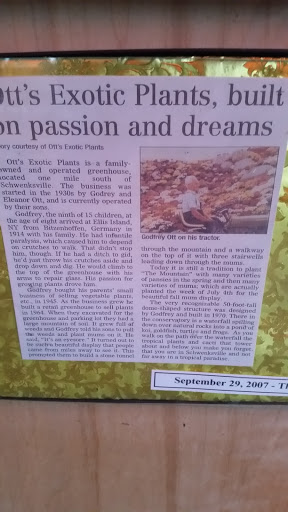 Ott's Exotic Plants, built
on passion and dreams
ory courtesy of Ott's Exotic Plants
Ott's Exotic Plants is a family-
owned and operated greenhouse,
located one mile south of
Schwenksville. The business was
started in the 1930s by Godfrey and
Eleanor Ott, and is currently operated
by their sons.
Godfrey, the ninth of 15 children, at
the age of eight arrived at Ellis Island,
NY from Bitzenhoffen, Germany in
1914 with his family. He had infantile
paralysis, which caused him to depend
on crutches to walk. That didn't stop
him, though. If he had a ditch to dig,
he'd just throw his crutches aside and
drop down and dig. He would climb to
the top of the greenhouse with his
arms to repair glass. His passion for
growing plants drove him.
Godfrey bought his parents' small
business of selling vegetable plants,
etc., in 1940. As the business grew he
built a retail greenhouse to sell plants
in 1944. When they excavated for the
greenhouse and parking lot they had a
large mountain of soil. It grew full of
weeds and Godfrey told his sons to pull
the weeds and plant mums on it. He
said, "It's an eyesore." It turned out to
be such a beautiful display that people
came from miles away to see it. This
prompted them to build a stone tunnel
Godfrey Ott on his tractor.
through the mountain and a walkway
on the top of it with three stairwells
leading down through the mums.
Today it is still a tradition to plant
"The Mountain" with many varieties
of pansies in the spring and then many
varieties of mums, which are actually
planted the week of July 4th for the
beautiful fall more display.
The very recognizable 50-foot-tall
dome-shaped structure was designed
by Godfrey and built in 1970. There in
the conservatory is a waterfall spilling
down over natural rocks into a pond of
koi, goldfish, turtles and frogs. As you
walk on the path over the waterfall the
tropical plants and cacti that tower
about and below you make you forget
that you are in Schwenksville and not
far away in a tropical paradise.
September 29, 2007 - Th